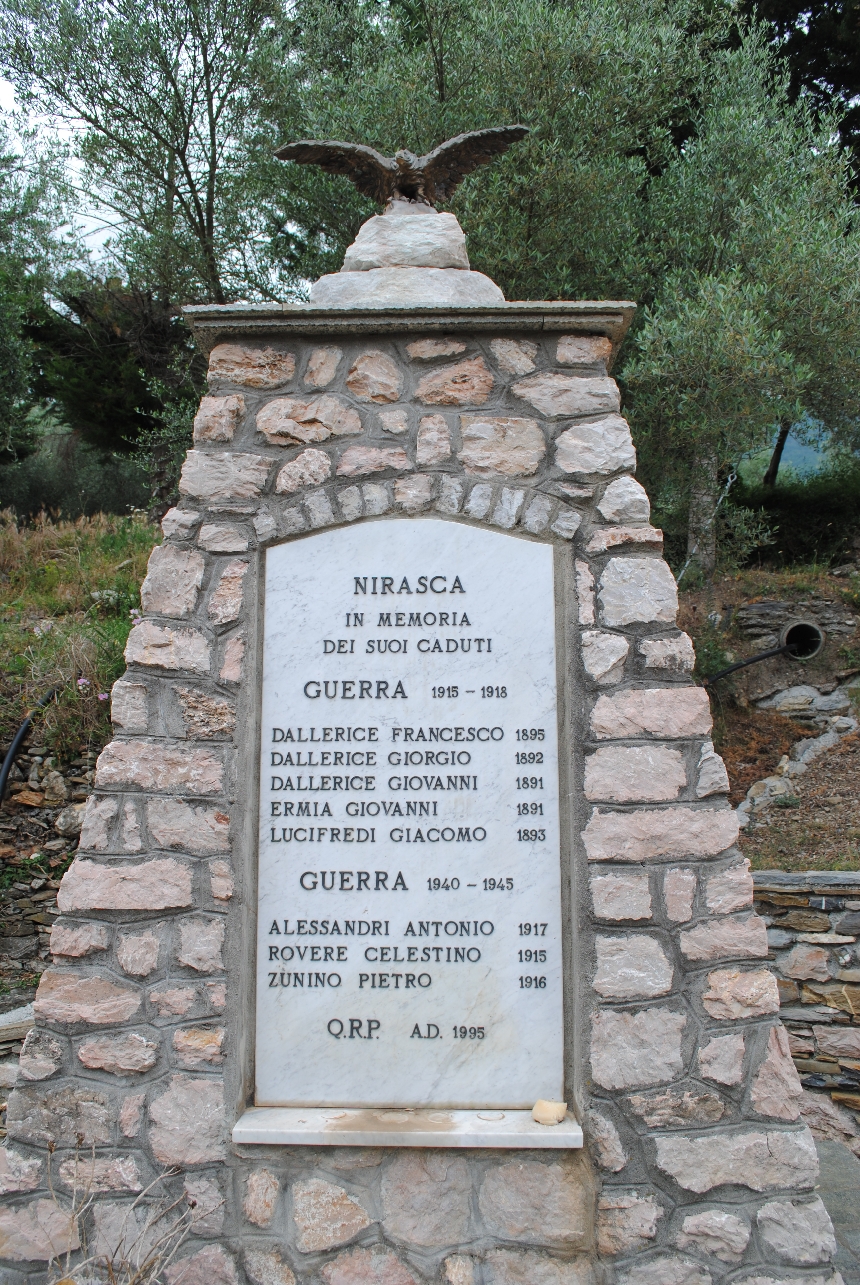 NIRASCA
IN MEMORIA
DEI SUOI CADUTI
GUERRA 1915 - 1918
DALLERICE FRANCESCO 1895
DALLERICE GIORGIO 1892
DALLERICE GIOVANNI 1891
ERMIA GIOVANNI 1891
LUCIFREDI GIACOMO 1893
GUERRA 1940 - 1945
ALESSANDRI ANTONIO 1917
ROVERE CELESTINO 1915
ZUNINO PIETRO 1916
Q.R.P. A.D. 1995